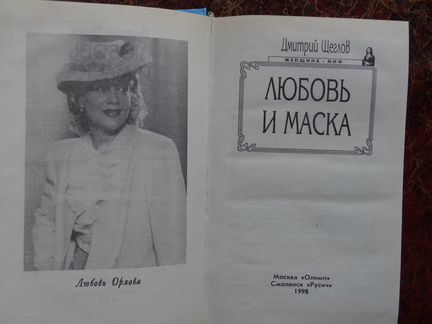 Любовь Орлова
Дмитрий Щеглов
ЖЕНЩИНА - МИФ
ЛЮБОВЬ
И МАСКА
Москва «Олимп»
Смоленск «Русич»
1998